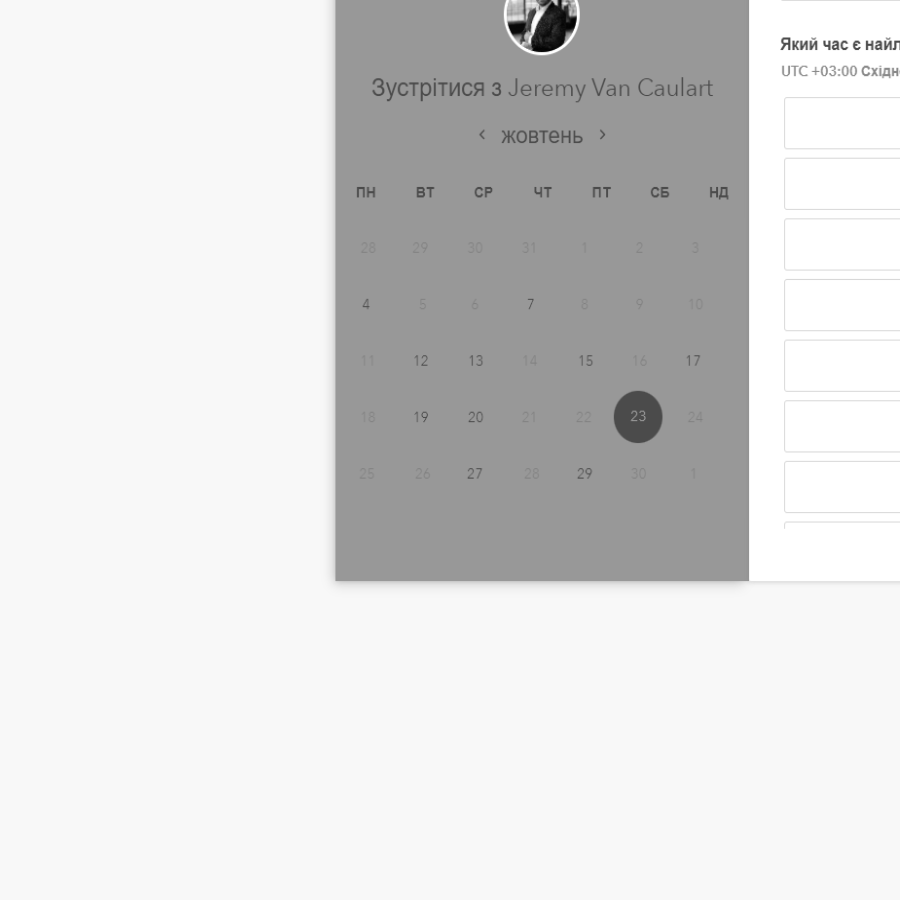 Зустрітися з Jeremy Van Caulart
‹ жовтень ›
ПН ВТ СР ЧТ ПТ СБ НД
28 29 30 31 1 2 3
4 5 6 7 8 9 10
11 12 13 14 15 16 17
18 19 20 21 22 23 24
25 26 27 28 29 30 1
Який час є
UTC +03:00